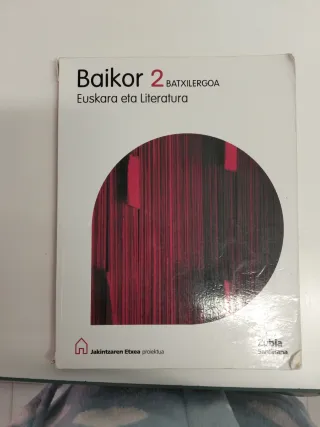 Baikor 2 BATXILERGOA
Euskara eta Literatura
Jakintzaren Etxea proiektua
Zubia
Santillana